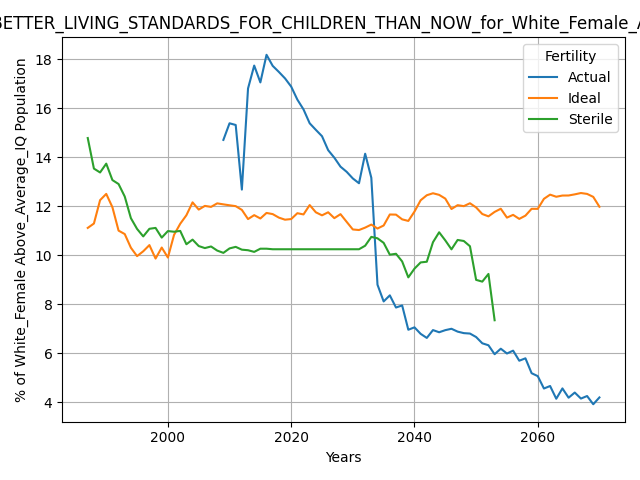 BETTER_LIVING_STANDARDS_FOR_CHILDREN_THAN_NOW_for_White_Female_A
Fertility
Actual
Ideal
Sterile
% of White_Female Above_Average_IQ Population
18
16
14
12
10
8
6
4
2000
2020
2040
2060
Years